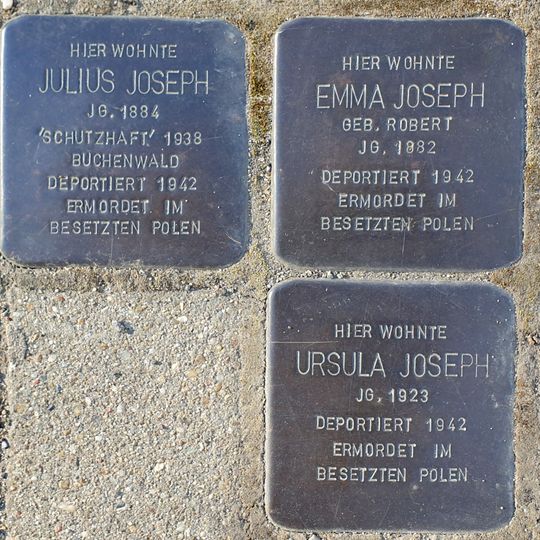 HIER WOHNTE
JULIUS JOSEPH
JG. 1884
'SCHUTZHAFT' 1938
BUCHENWALD
DEPORTIERT 1942
ERMORDET IM
BESETZTEN POLEN
HIER WOHNTE
EMMA JOSEPH
GEB. ROBERT
JG. 1882
DEPORTIERT 1942
ERMORDET IM
BESETZTEN POLEN
HIER WOHNTE
URSULA JOSEPH
JG. 1923
DEPORTIERT 1942
ERMORDET IM
BESETZTEN POLEN